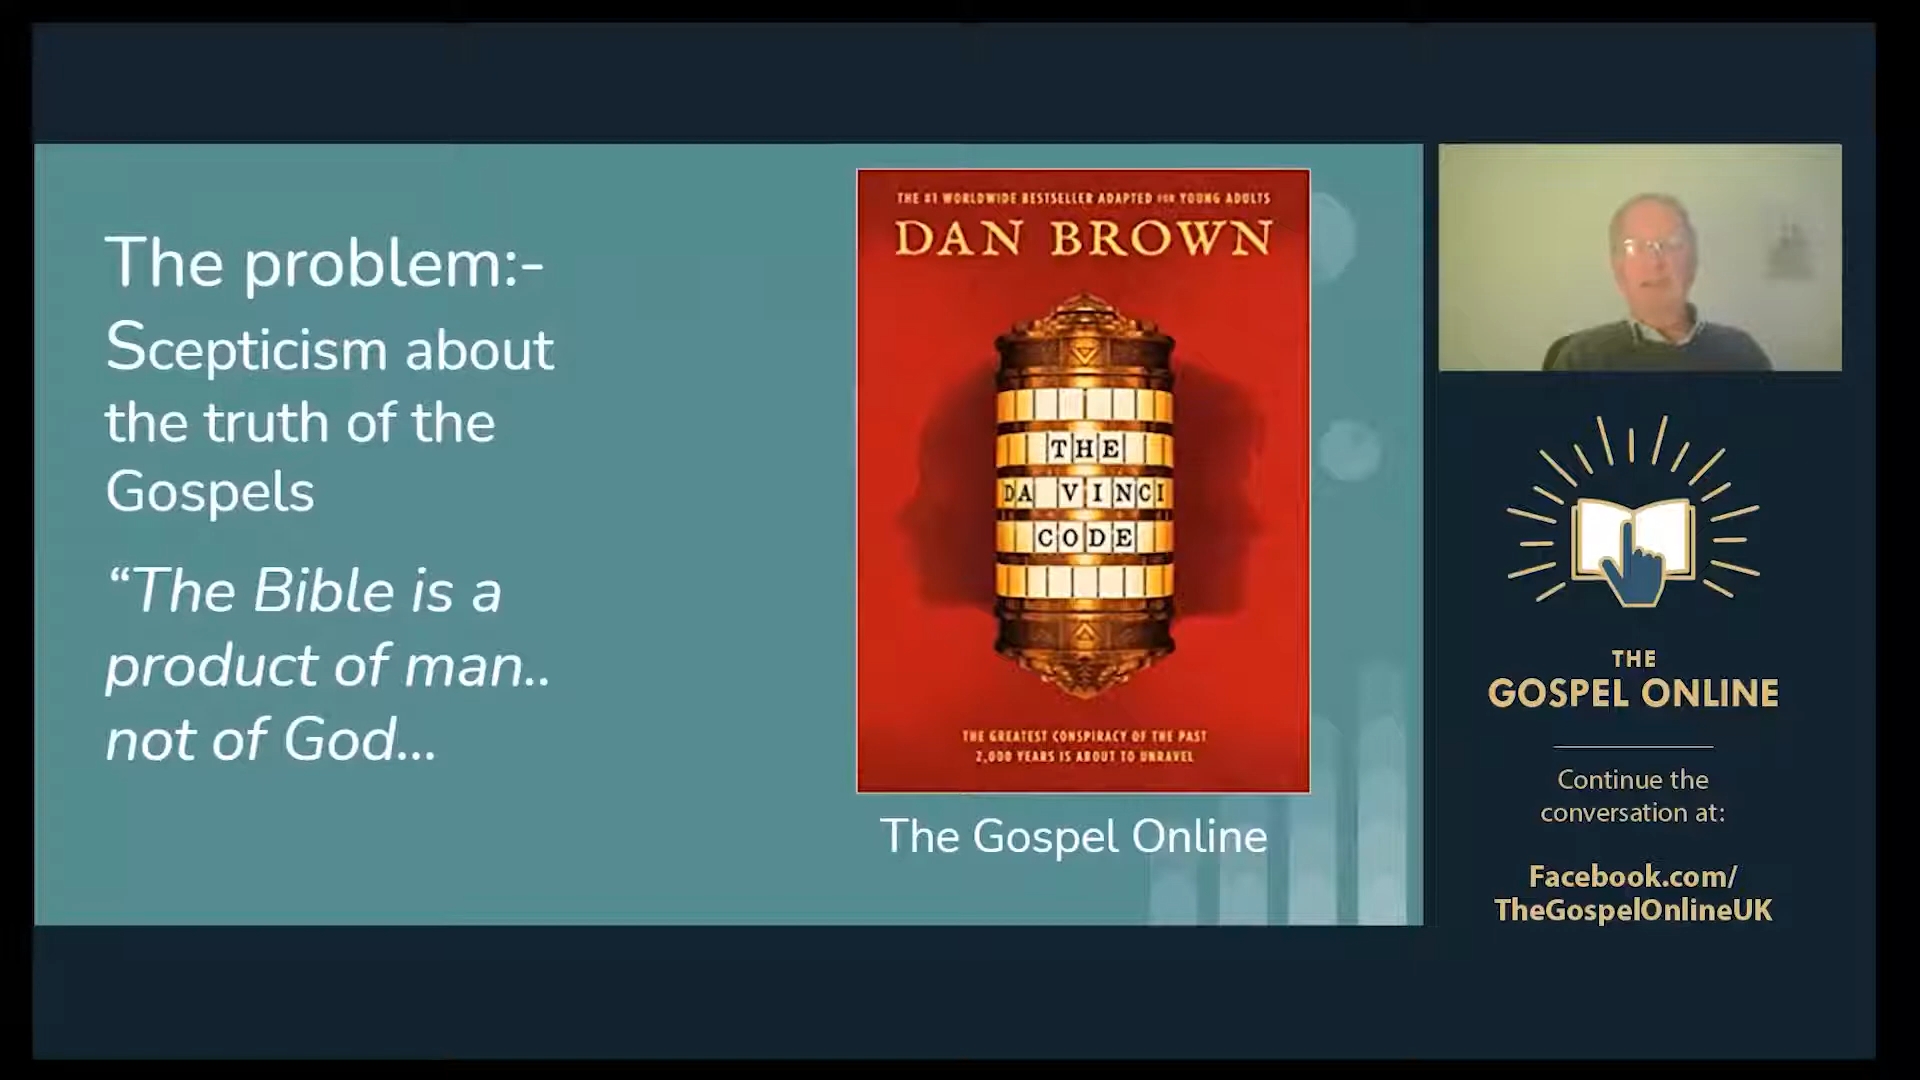 The problem:-
Scepticism about
the truth of the
Gospels
“The Bible is a
product of man..
not of God...
THE #1 WORLDWIDE BESTSELLER ADAPTED FOR YOUNG ADULTS
DAN BROWN
THE
DA VINCI
CODE
THE GREATEST CONSPIRACY OF THE PAST
2,000 YEARS IS ABOUT TO UNRAVEL
The Gospel Online
THE
GOSPEL ONLINE
Continue the
conversation at:
Facebook.com/
TheGospelOnlineUK